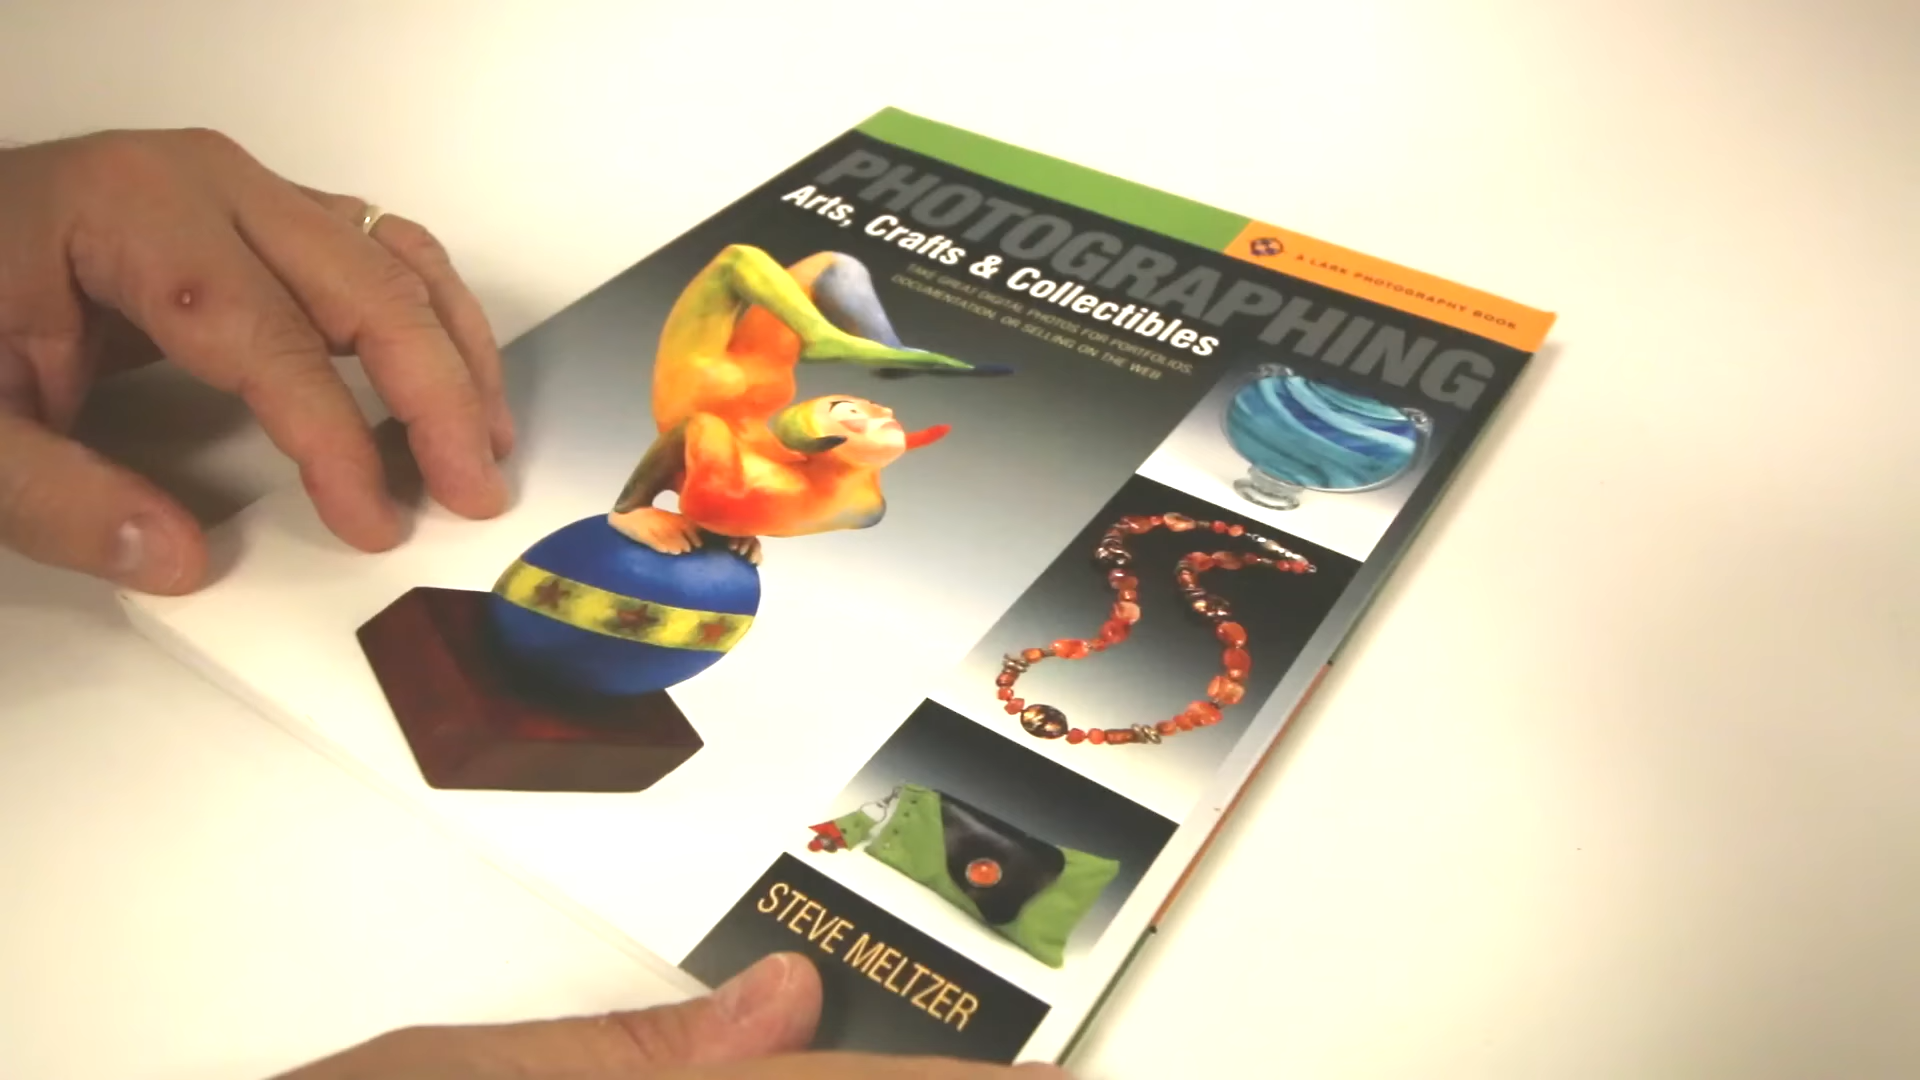 A LARK PHOTOGRAPHY BOOK
PHOTOGRAPHING
Arts, Crafts & Collectibles
TAKE GREAT DIGITAL PHOTOS FOR PORTFOLIOS,
DOCUMENTATION, OR SELLING ON THE WEB
STEVE MELTZER